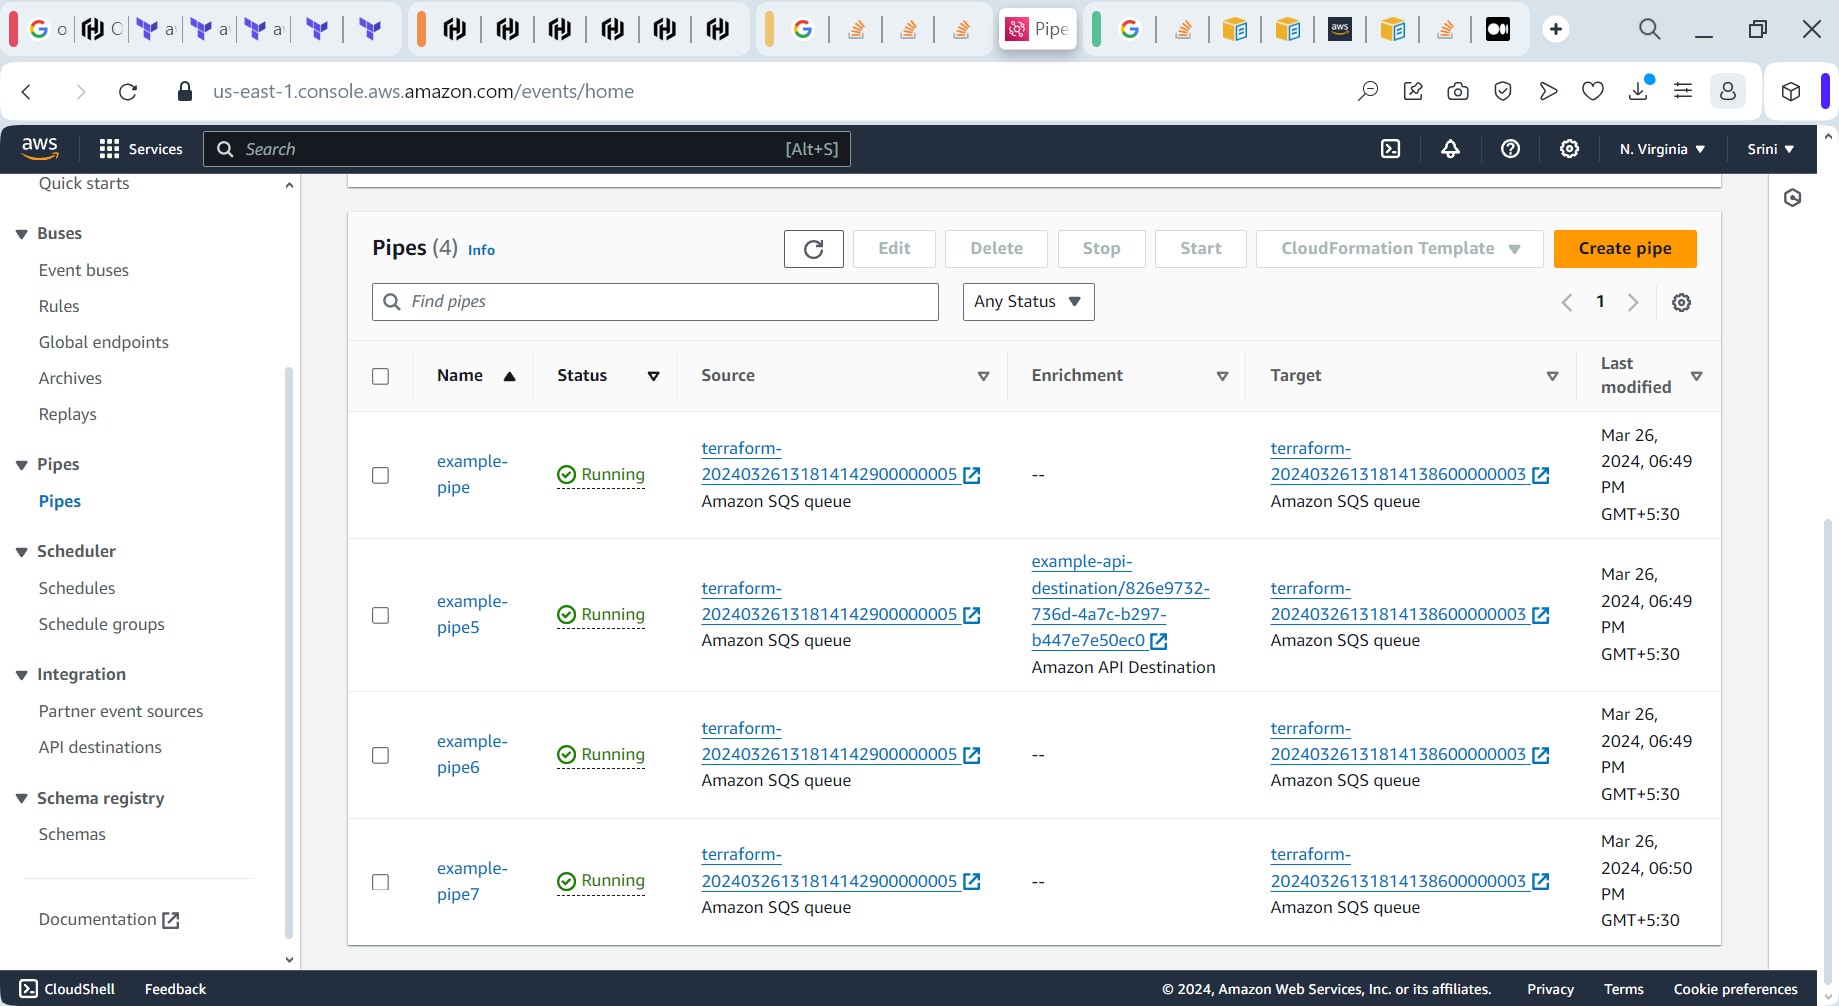 o
C
a
a
a
Pipe
us-east-1.console.aws.amazon.com/events/home
aws
Services
Search
[Alt+S]
N. Virginia
Srini
Quick starts
Buses
Event buses
Rules
Global endpoints
Archives
Replays
Pipes
Pipes
Scheduler
Schedules
Schedule groups
Integration
Partner event sources
API destinations
Schema registry
Schemas
Documentation
Pipes (4) Info
Edit
Delete
Stop
Start
CloudFormation Template
Create pipe
Find pipes
Any Status
1
Name
Status
Source
Enrichment
Target
Last
modified
example-
pipe
Running
terraform-
20240326131814142900000005
Amazon SQS queue
--
terraform-
20240326131814138600000003
Amazon SQS queue
Mar 26,
2024, 06:49
PM
GMT+5:30
example-
pipe5
Running
terraform-
20240326131814142900000005
Amazon SQS queue
example-api-
destination/826e9732-
736d-4a7c-b297-
b447e7e50ec0
Amazon API Destination
terraform-
20240326131814138600000003
Amazon SQS queue
Mar 26,
2024, 06:49
PM
GMT+5:30
example-
pipe6
Running
terraform-
20240326131814142900000005
Amazon SQS queue
--
terraform-
20240326131814138600000003
Amazon SQS queue
Mar 26,
2024, 06:49
PM
GMT+5:30
example-
pipe7
Running
terraform-
20240326131814142900000005
Amazon SQS queue
--
terraform-
20240326131814138600000003
Amazon SQS queue
Mar 26,
2024, 06:50
PM
GMT+5:30
CloudShell
Feedback
© 2024, Amazon Web Services, Inc. or its affiliates.
Privacy
Terms
Cookie preferences